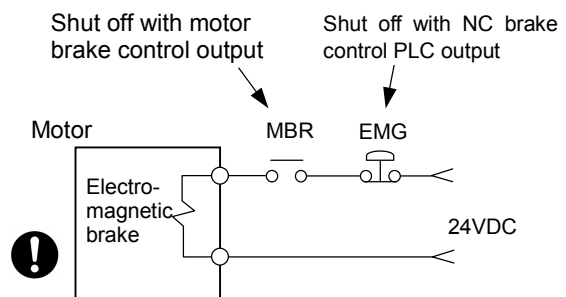 Shut off with motor
brake control output
Shut off with NC brake
control PLC output
Motor
MBR
EMG
Electro-
magnetic
brake
24VDC